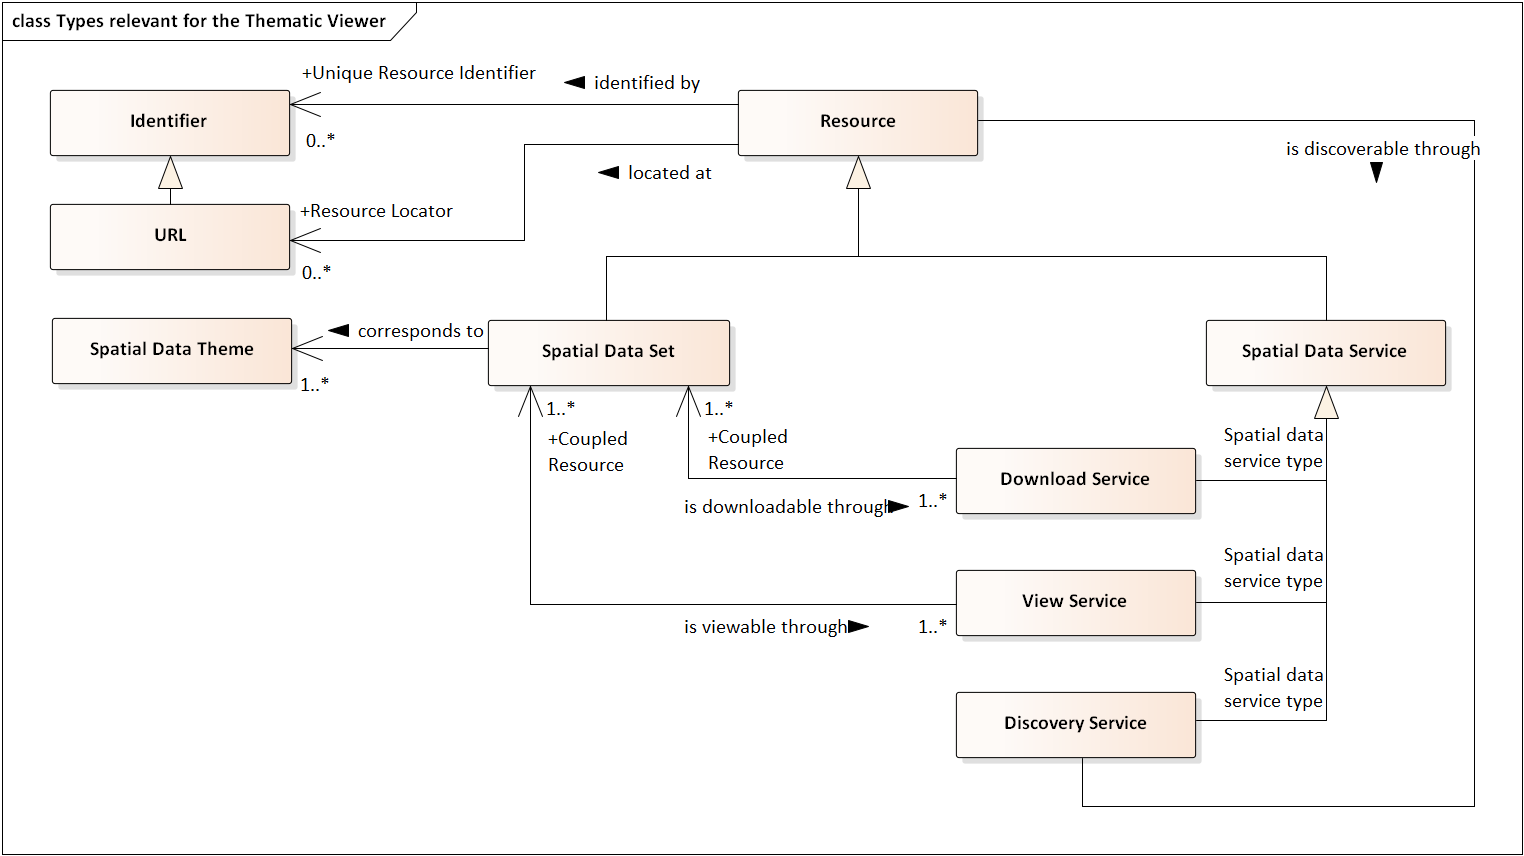 class Types relevant for the Thematic Viewer
+Unique Resource Identifier
identified by
Identifier
Resource
0..*
is discoverable through
located at
+Resource Locator
URL
0..*
corresponds to
Spatial Data Theme
Spatial Data Set
Spatial Data Service
1..*
1..*
1..*
+Coupled
Resource
+Coupled
Resource
Spatial data
service type
Download Service
is downloadable through
1..*
Spatial data
service type
View Service
is viewable through
1..*
Spatial data
service type
Discovery Service